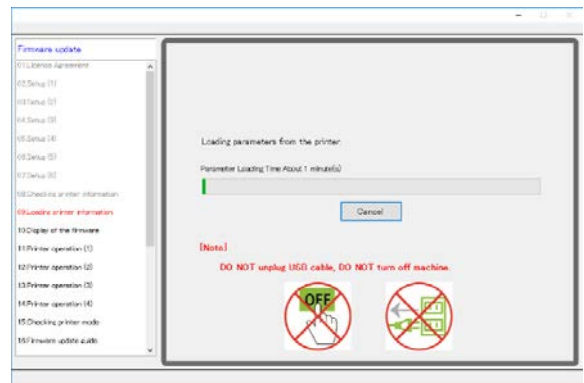 Firmware update
01.License Agreement
02.Setup (1)
03.Setup (2)
04.Setup (3)
05.Setup (4)
06.Setup (5)
07.Setup (6)
08.Checking printer information
09.Loading printer information
10.Display of the firmware
11.Printer operation (1)
12.Printer operation (2)
13.Printer operation (3)
14.Printer operation (4)
15.Checking printer mode
16.Firmware update guide
Loading parameters from the printer
Parameter Loading Time About 1 minute(s)
Cancel
[Note]
DO NOT unplug USB cable, DO NOT turn off machine.
OFF